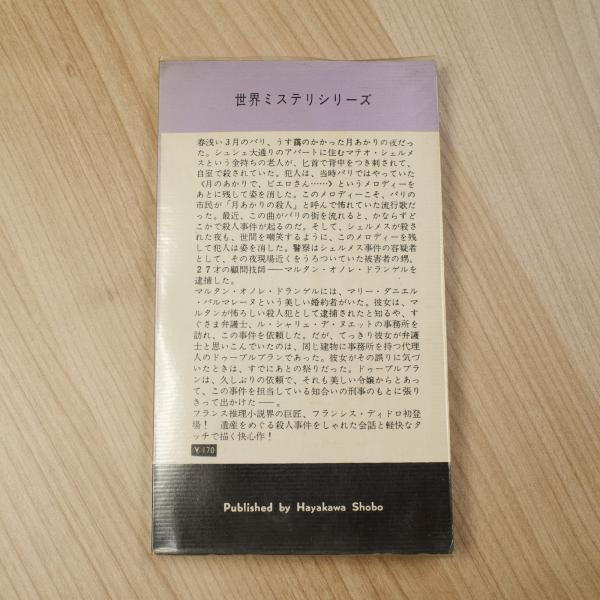 世界ミステリシリーズ
春浅い3月のパリ、うす靄のかかった月あかりの夜だっ
た。シュシェ大通りのアパートに住むマテオ・シェルメ
スという金持ちの老人が、匕首で背中をつき刺されて、
自室で殺されていた。犯人は、当時パリではやっていた
〈月のあかりで、ピエロさん……〉というメロディーを
あとに残して姿を消した。このメロディーこそ、パリの
市民が「月あかりの殺人」と呼んで怖れていた流行歌だ
った。最近、この曲がパリの街を流れると、かならずど
こかで殺人事件が起るのだ。そして、シェルメスが殺さ
れた夜も、世間を嘲笑するように、このメロディーを残
して犯人は姿を消した。警察はシェルメス事件の容疑者
として、その夜現場近くをうろついていた被害者の甥、
27才の顧問技師――マルタン・オノレ・ドランゲルを
逮捕した。
マルタン・オノレ・ドランゲルには、マリー・ダニエル
・パルマレーヌという美しい婚約者がいた。彼女は、マ
ルタンが怖ろしい殺人犯として逮捕されたと知るや、す
ぐさま弁護士、ル・シャリュ・デ・ヌエットの事務所を
訪れ、この事件を依頼した。だが、てっきり彼女が弁護
士と思いこんでいたのは、同じ建物に事務所を持つ代理
人のドゥーブルブランであった。彼女がその誤りに気づ
いたときは、すでにあとの祭りだった。ドゥーブルブラ
ンは、久しぶりの依頼で、それも美しい令嬢からとあっ
て、この事件を担当している知合いの刑事のもとに張り
きって出かけた――。
フランス推理小説界の巨匠、フランシス・ディドロ初登
場！ 遺産をめぐる殺人事件をしゃれた会話と軽快なタ
ッチで描く快心作！
￥170
Published by Hayakawa Shobo